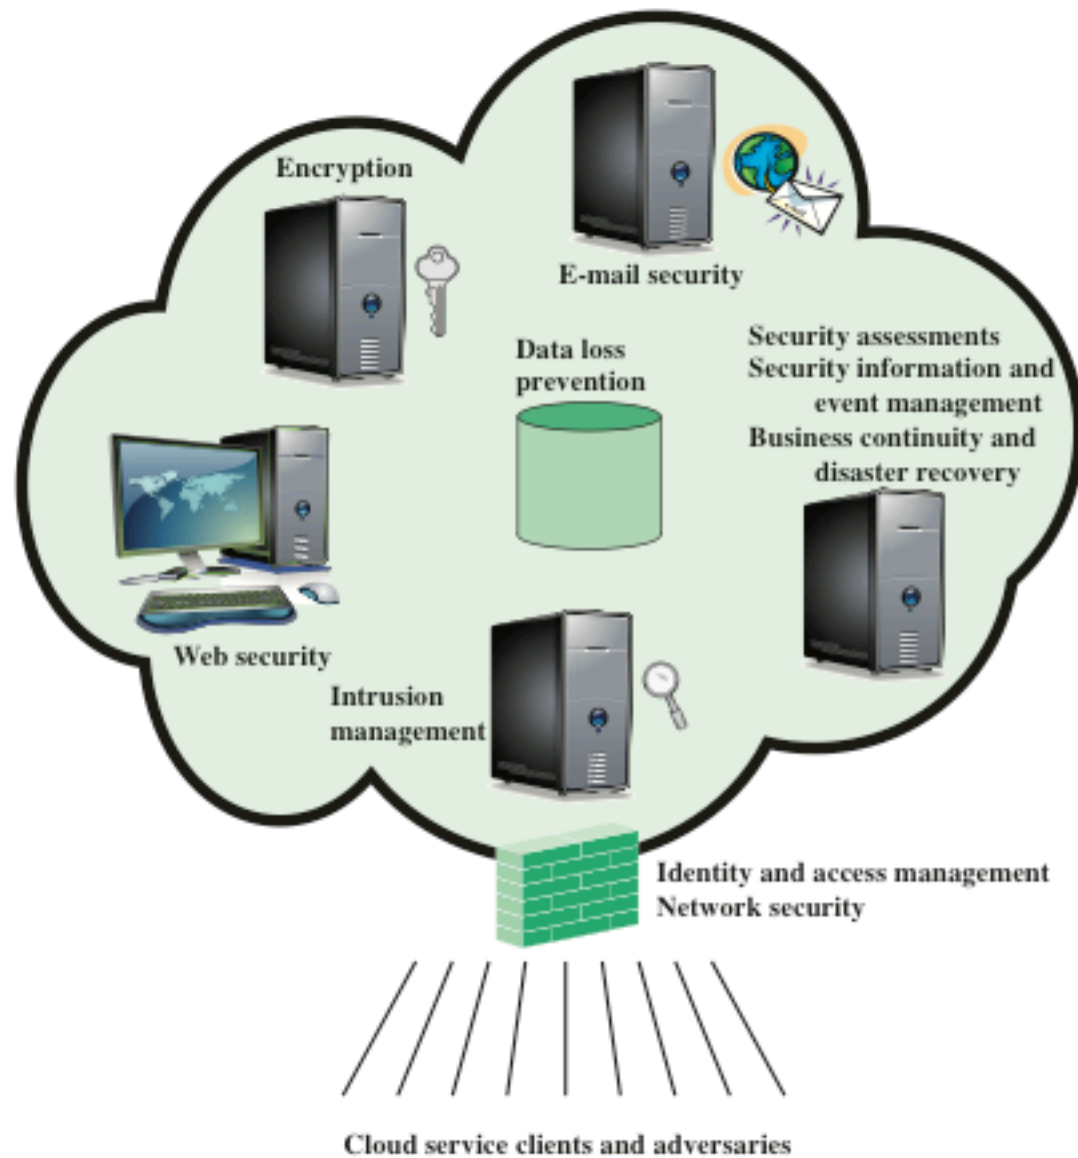 Encryption
E-mail security
Data loss
prevention
Security assessments
Security information and
event management
Business continuity and
disaster recovery
Web security
Intrusion
management
Identity and access management
Network security
Cloud service clients and adversaries